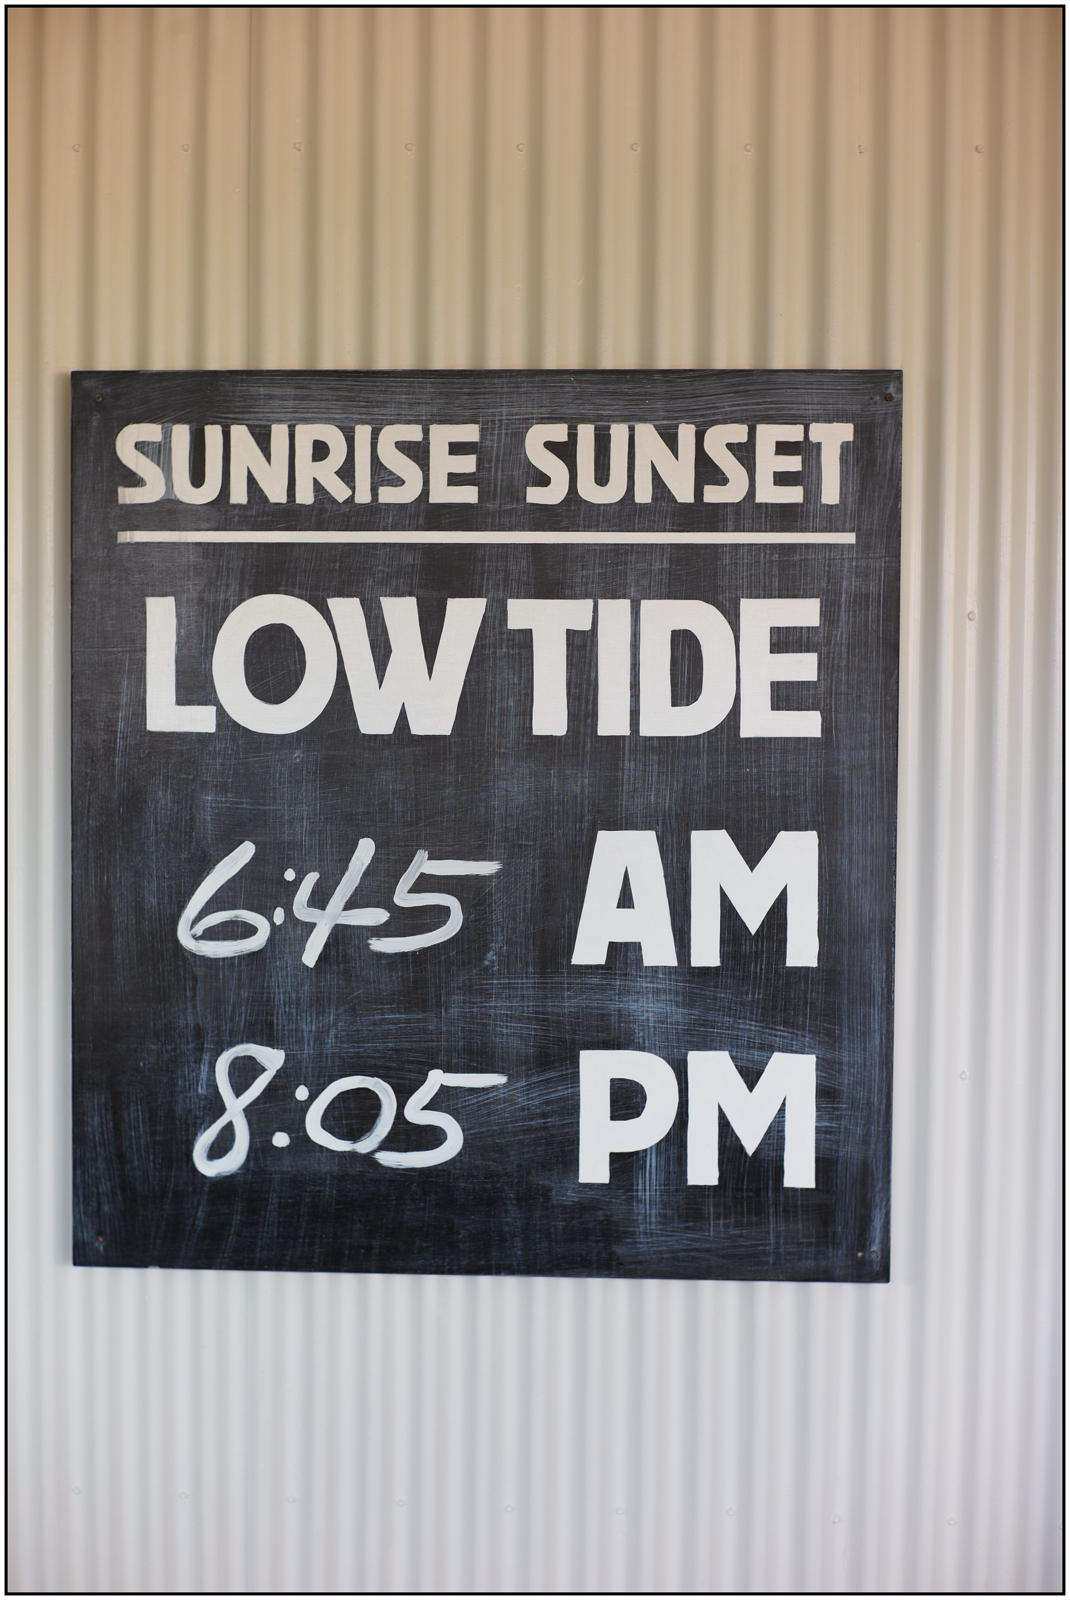 SUNRISE SUNSET
LOW TIDE
6:45 AM
8:05 PM